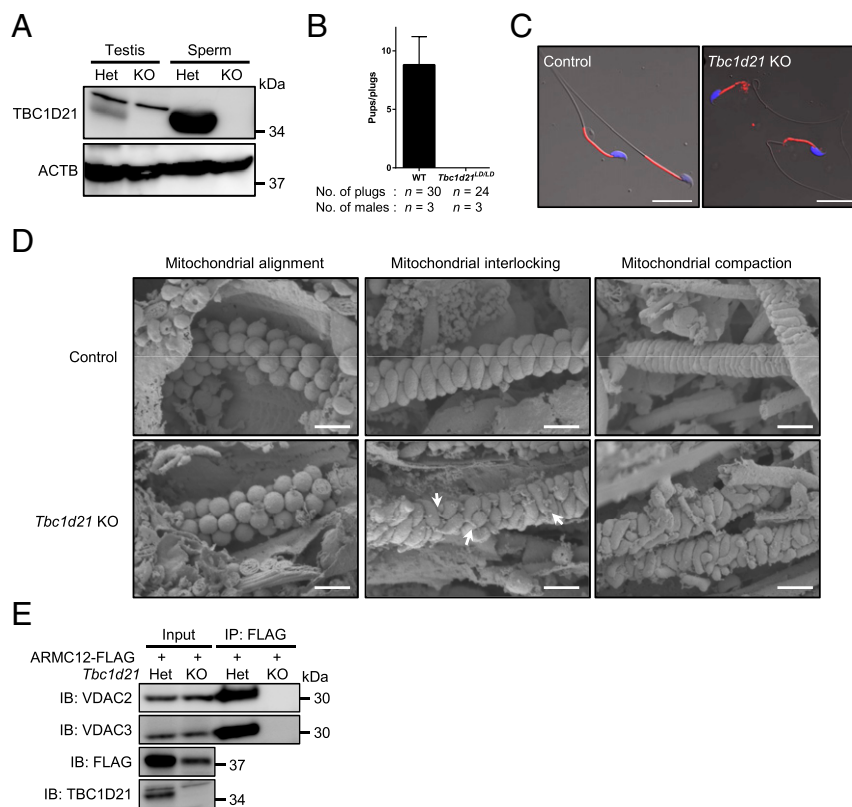 A
Testis Sperm
Het KO Het KO
kDa
TBC1D21
34
ACTB
37
B
Pups/plugs
10
5
0
WT Tbc1d21LD/LD
No. of plugs : n = 30 n = 24
No. of males : n = 3 n = 3
C
Control
Tbc1d21 KO
D
Mitochondrial alignment Mitochondrial interlocking Mitochondrial compaction
Control
Tbc1d21 KO
E
Input IP: FLAG
ARMC12-FLAG + + + +
Tbc1d21 Het KO Het KO kDa
IB: VDAC2 30
IB: VDAC3 30
IB: FLAG 37
IB: TBC1D21 34